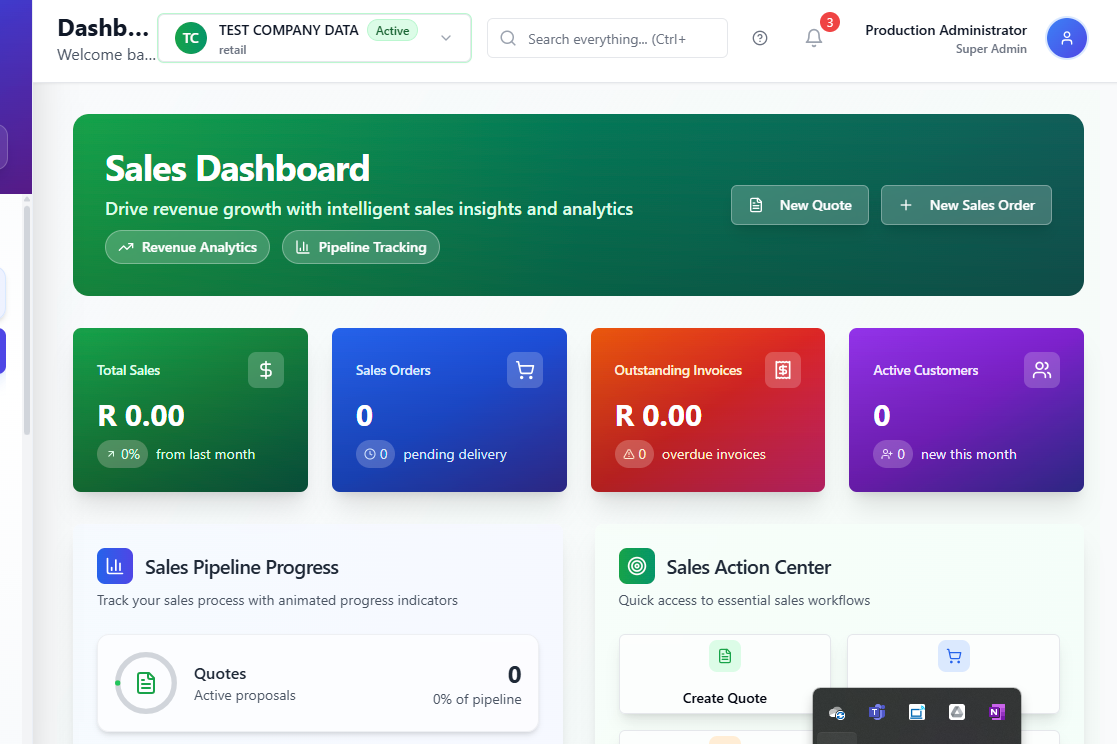 Dashb...
Welcome ba...
TC
TEST COMPANY DATA
Active
retail
Search everything... (Ctrl+
3
Production Administrator
Super Admin
Sales Dashboard
Drive revenue growth with intelligent sales insights and analytics
Revenue Analytics
Pipeline Tracking
New Quote
New Sales Order
Total Sales
R 0.00
0%
from last month
Sales Orders
0
0
pending delivery
Outstanding Invoices
R 0.00
0
overdue invoices
Active Customers
0
0
new this month
Sales Pipeline Progress
Track your sales process with animated progress indicators
Quotes
Active proposals
0
0% of pipeline
Sales Action Center
Quick access to essential sales workflows
Create Quote